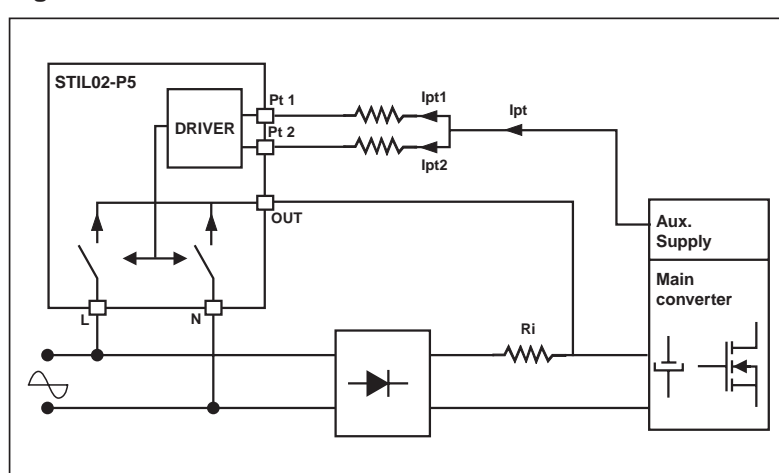 STIL02-P5
Pt 1
Ipt1
Ipt
DRIVER
Pt 2
Ipt2
OUT
Aux.
Supply
Main
converter
L
N
Ri